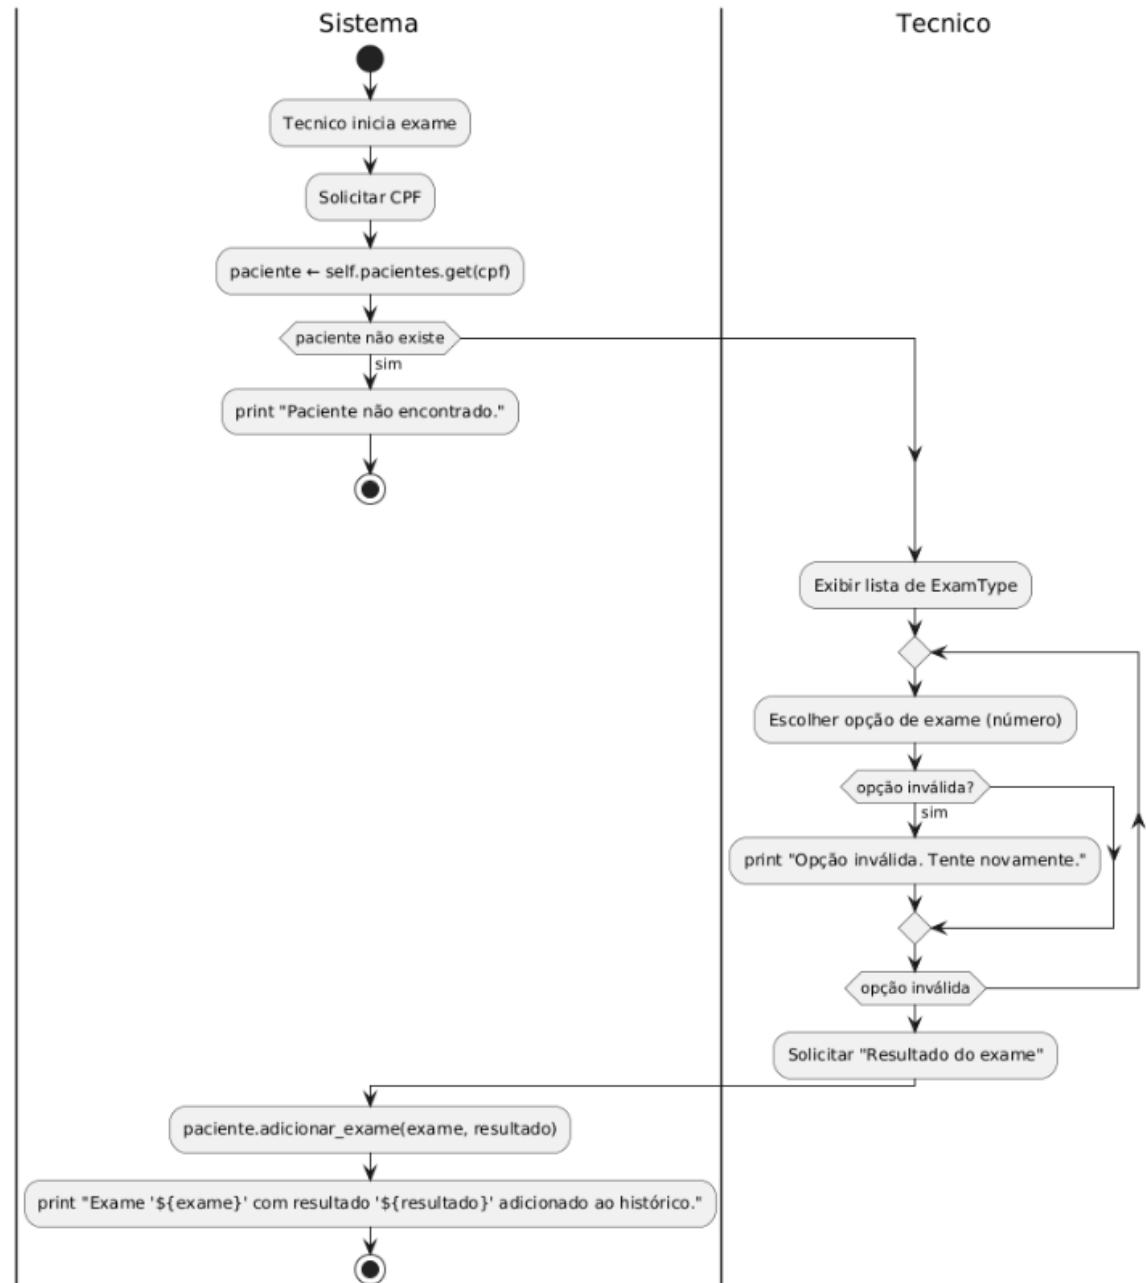 Sistema
Tecnico
Tecnico inicia exame
Solicitar CPF
paciente ← self.pacientes.get(cpf)
paciente não existe
sim
print "Paciente não encontrado."
Exibir lista de ExamType
Escolher opção de exame (número)
opção inválida?
sim
print "Opção inválida. Tente novamente."
opção inválida
Solicitar "Resultado do exame"
paciente.adicionar_exame(exame, resultado)
print "Exame '${exame}' com resultado '${resultado}' adicionado ao histórico."